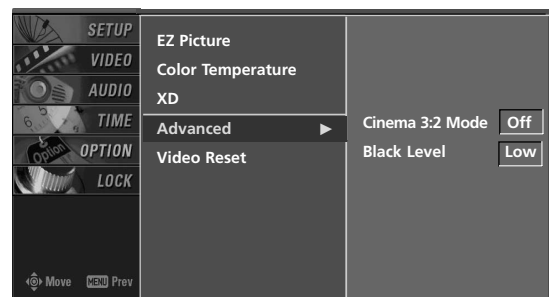 SETUP
VIDEO
AUDIO
TIME
OPTION
LOCK
Move MENU Prev
EZ Picture
Color Temperature
XD
Advanced ►
Video Reset
Cinema 3:2 Mode Off
Black Level Low